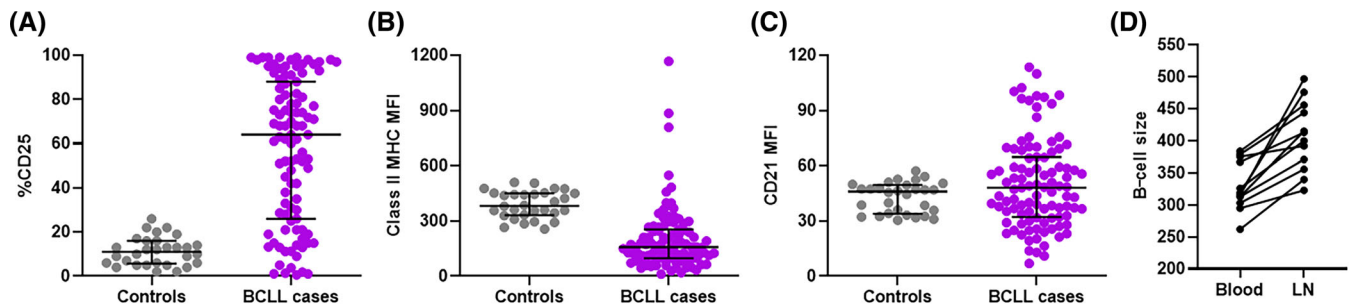 (A)
%CD25
100
80
60
40
20
0
Controls
BCLL cases
(B)
Class II MHC MFI
1200
900
600
300
0
Controls
BCLL cases
(C)
CD21 MFI
120
90
60
30
0
Controls
BCLL cases
(D)
B–cell size
550
500
450
400
350
300
250
200
Blood
LN